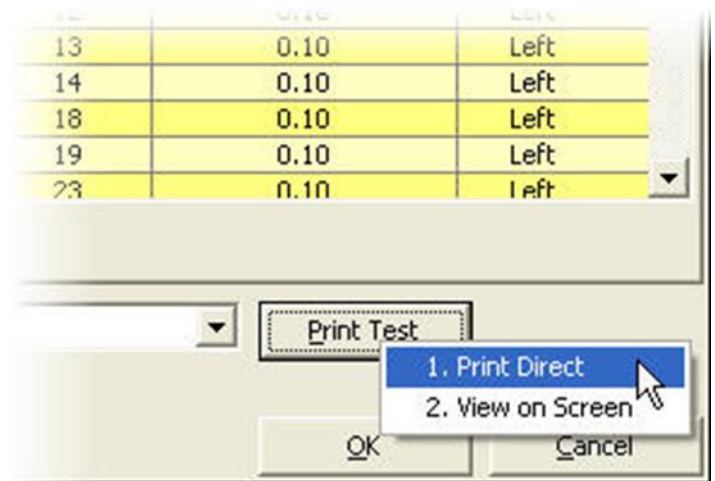 13 0.10 Left
14 0.10 Left
18 0.10 Left
19 0.10 Left
23 0.10 Left
Print Test
1. Print Direct
2. View on Screen
OK Cancel